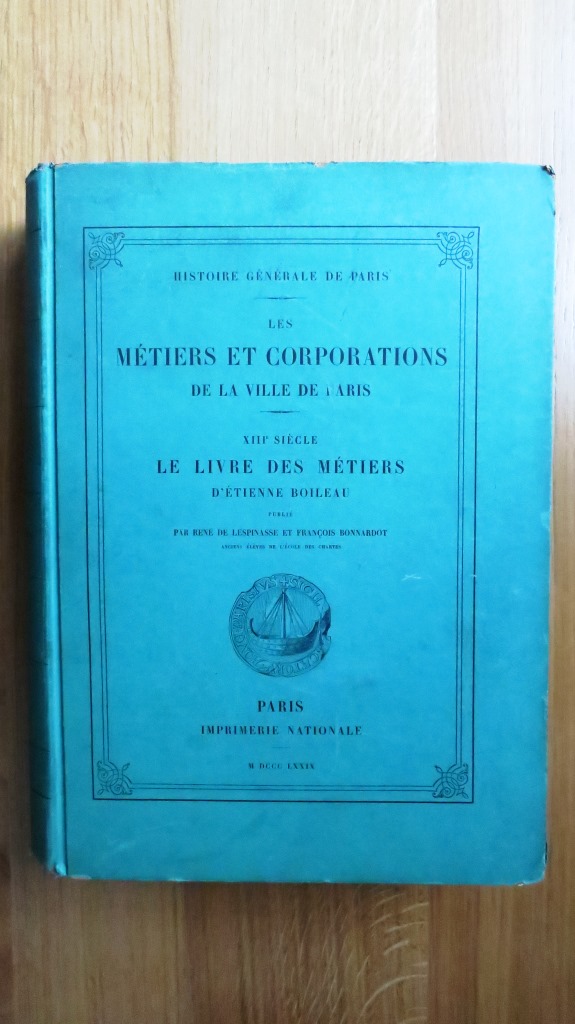 HISTOIRE GÉNÉRALE DE PARIS
LES
MÉTIERS ET CORPORATIONS
DE LA VILLE DE PARIS
XIIIE SIÈCLE
LE LIVRE DES MÉTIERS
D'ÉTIENNE BOILEAU
PUBLIÉ
PAR RENÉ DE LESPINASSE ET FRANÇOIS BONNARDOT
ANCIENS ÉLÈVES DE L'ÉCOLE DES CHARTES
PARIS
IMPRIMERIE NATIONALE
M DCCC LXXIX